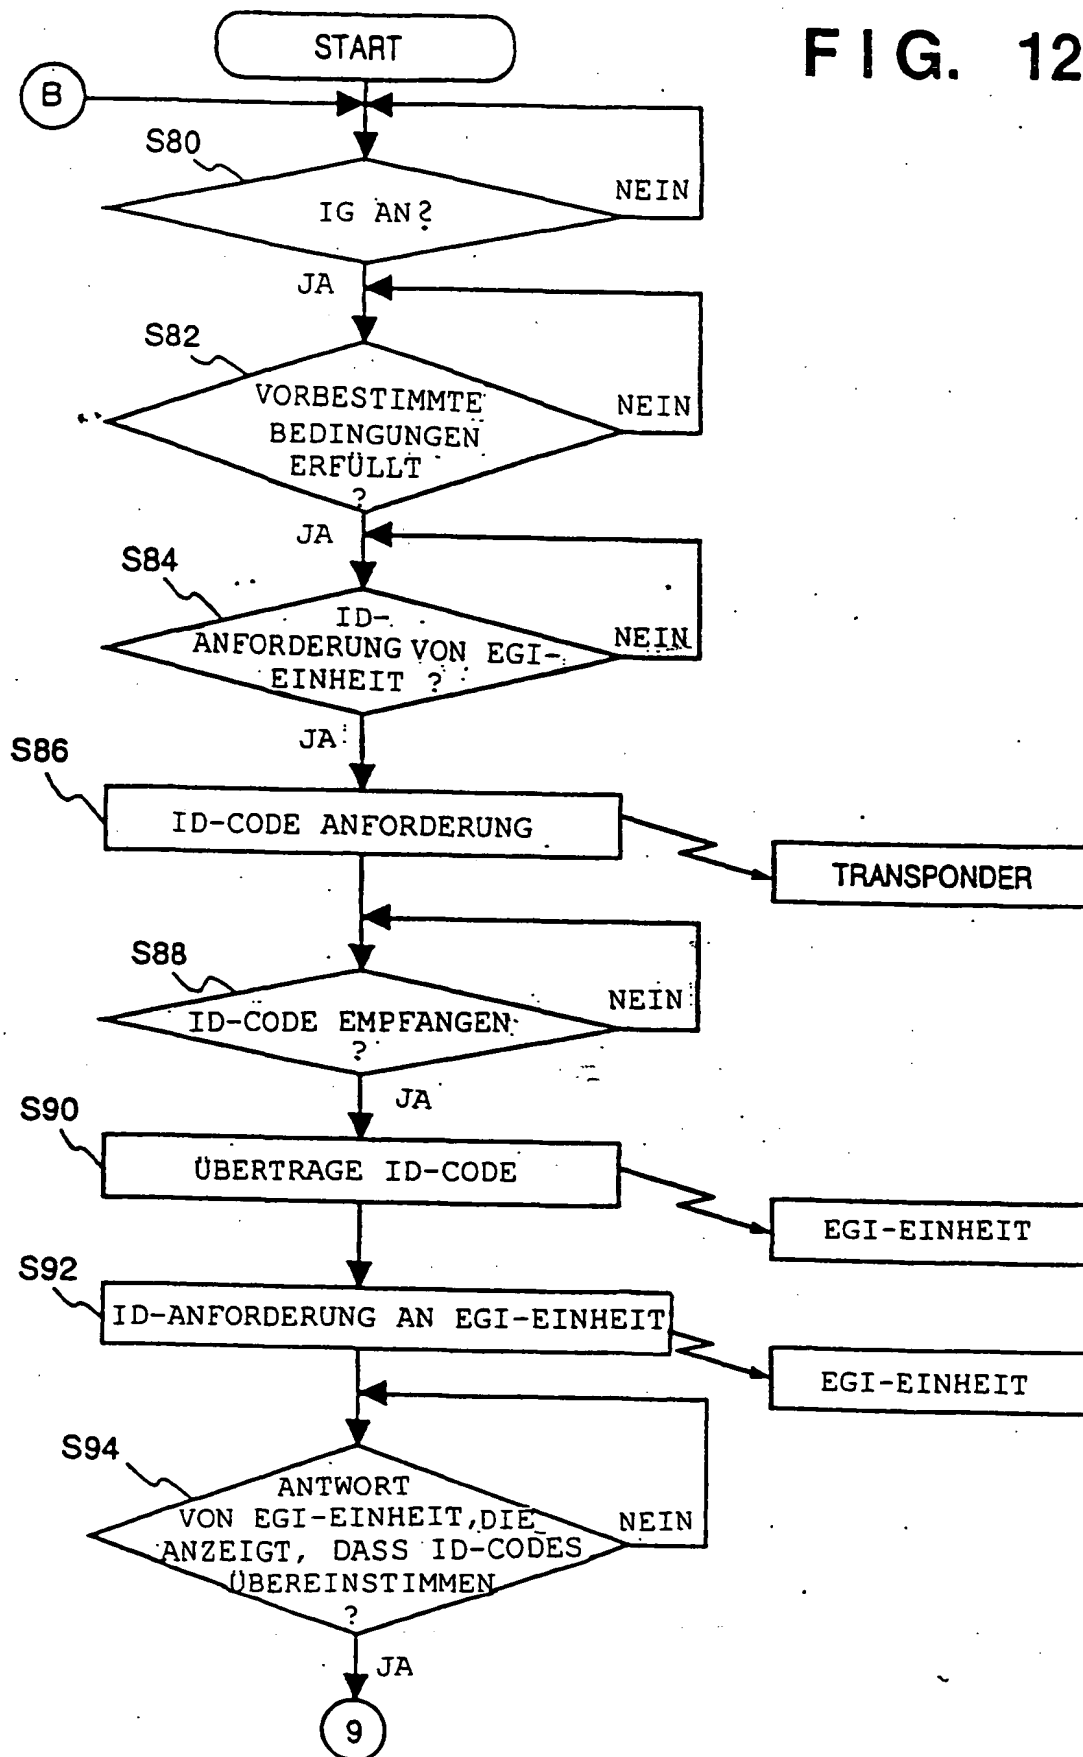 FIG. 12
START
B
S80
IG AN?
NEIN
JA
S82
VORBESTIMMTE
BEDINGUNGEN
ERFÜLLT
?
NEIN
JA
S84
ID-
ANFORDERUNG VON EGI-
EINHEIT ?
NEIN
JA
S86
ID-CODE ANFORDERUNG
TRANSPONDER
S88
ID-CODE EMPFANGEN
?
NEIN
JA
S90
ÜBERTRAGE ID-CODE
EGI-EINHEIT
S92
ID-ANFORDERUNG AN EGI-EINHEIT
EGI-EINHEIT
S94
ANTWORT
VON EGI-EINHEIT, DIE
ANZEIGT, DASS ID-CODES
ÜBEREINSTIMMEN
?
NEIN
JA
9